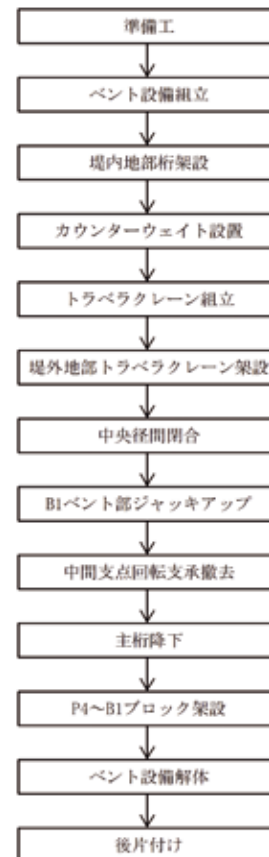 準備工
ベント設備組立
堤内地部桁架設
カウンターウェイト設置
トラベラクレーン組立
堤外地部トラベラクレーン架設
中央径間閉合
B1ベント部ジャッキアップ
中間支点回転支承撤去
主桁降下
P4～B1ブロック架設
ベント設備解体
後片付け